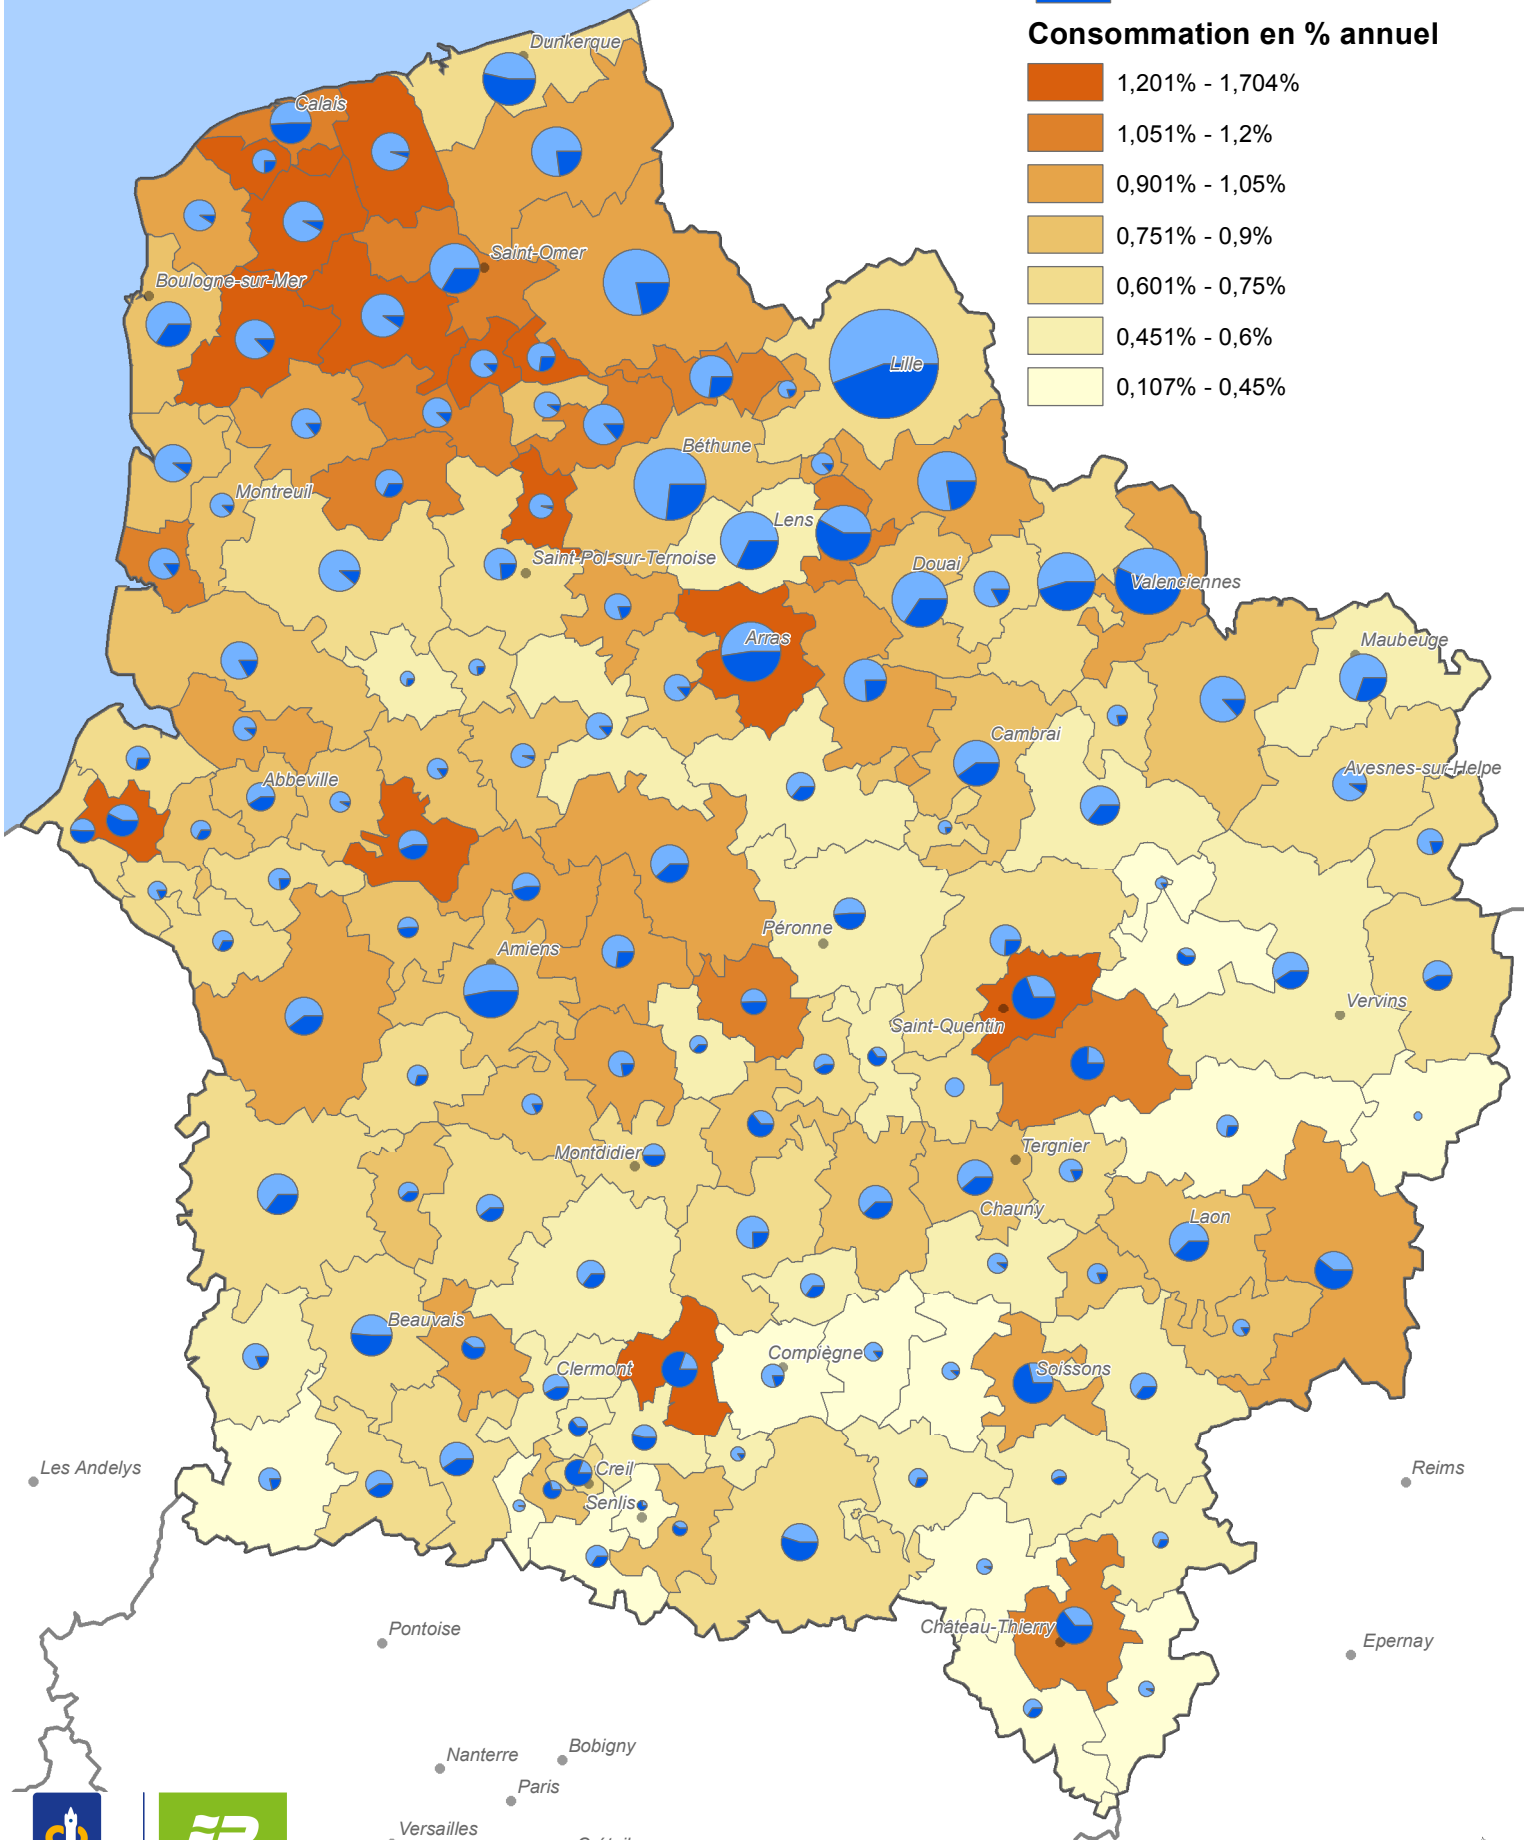 Consommation en % annuel
1,201% - 1,704%
1,051% - 1,2%
0,901% - 1,05%
0,751% - 0,9%
0,601% - 0,75%
0,451% - 0,6%
0,107% - 0,45%
Dunkerque
Calais
Saint-Omer
Boulogne-sur-Mer
Lille
Béthune
Montreuil
Lens
Saint-Pol-sur-Ternoise
Douai
Valenciennes
Arras
Maubeuge
Cambrai
Avesnes-sur-Helpe
Abbeville
Péronne
Amiens
Saint-Quentin
Vervins
Montdidier
Tergnier
Chauny
Laon
Beauvais
Clermont
Compiègne
Soissons
Creil
Senlis
Les Andelys
Reims
Château-Thierry
Pontoise
Epernay
Nanterre
Bobigny
Paris
Versailles